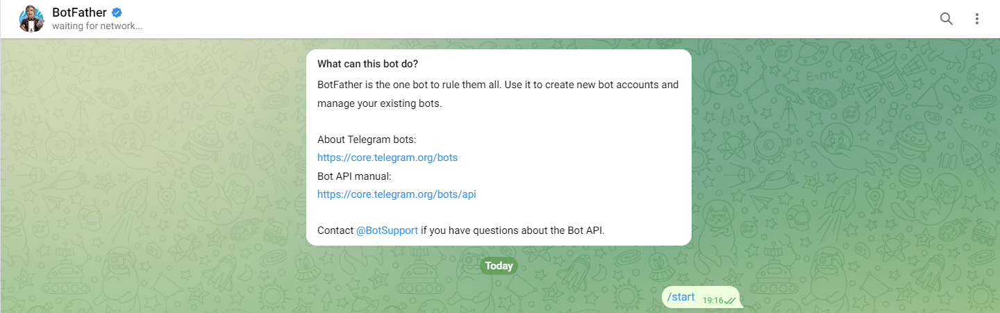 BotFather
waiting for network...
What can this bot do?
BotFather is the one bot to rule them all. Use it to create new bot accounts and
manage your existing bots.
About Telegram bots:
https://core.telegram.org/bots
Bot API manual:
https://core.telegram.org/bots/api
Contact @BotSupport if you have questions about the Bot API.
Today
/start 19:16